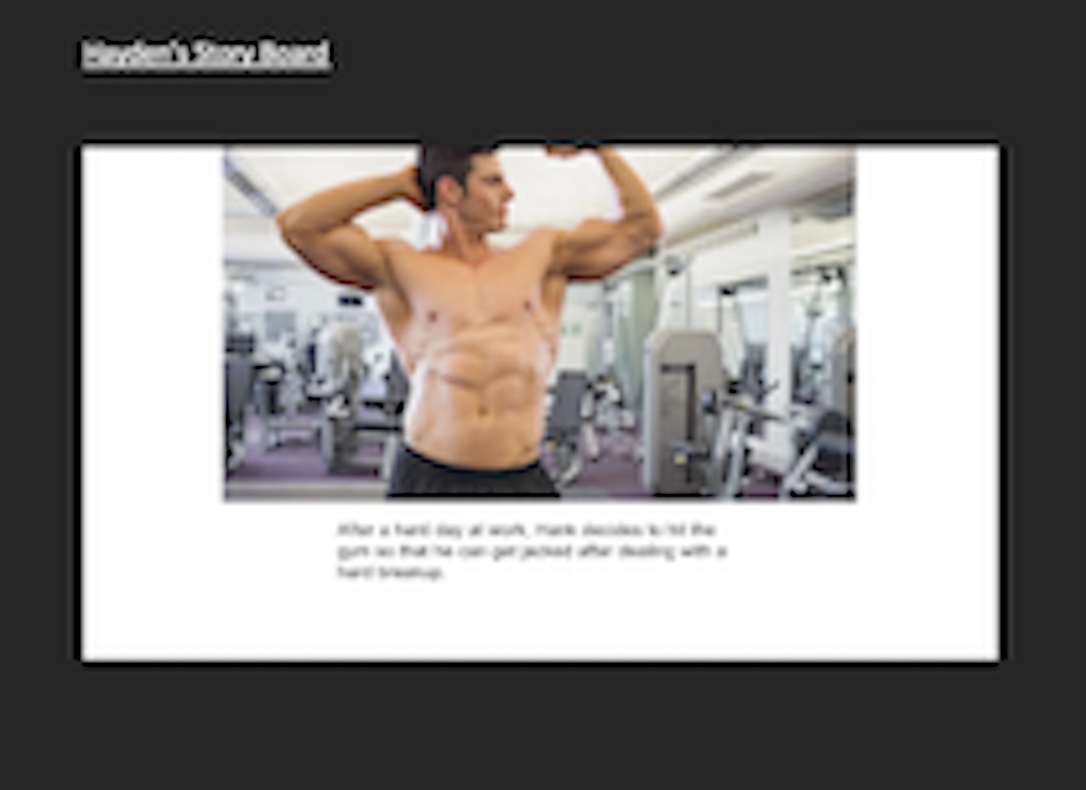 Hayden's Story Board
After a hard day at work, Hank decides to hit the
gym so that he can get jacked after dealing with a
hard breakup.